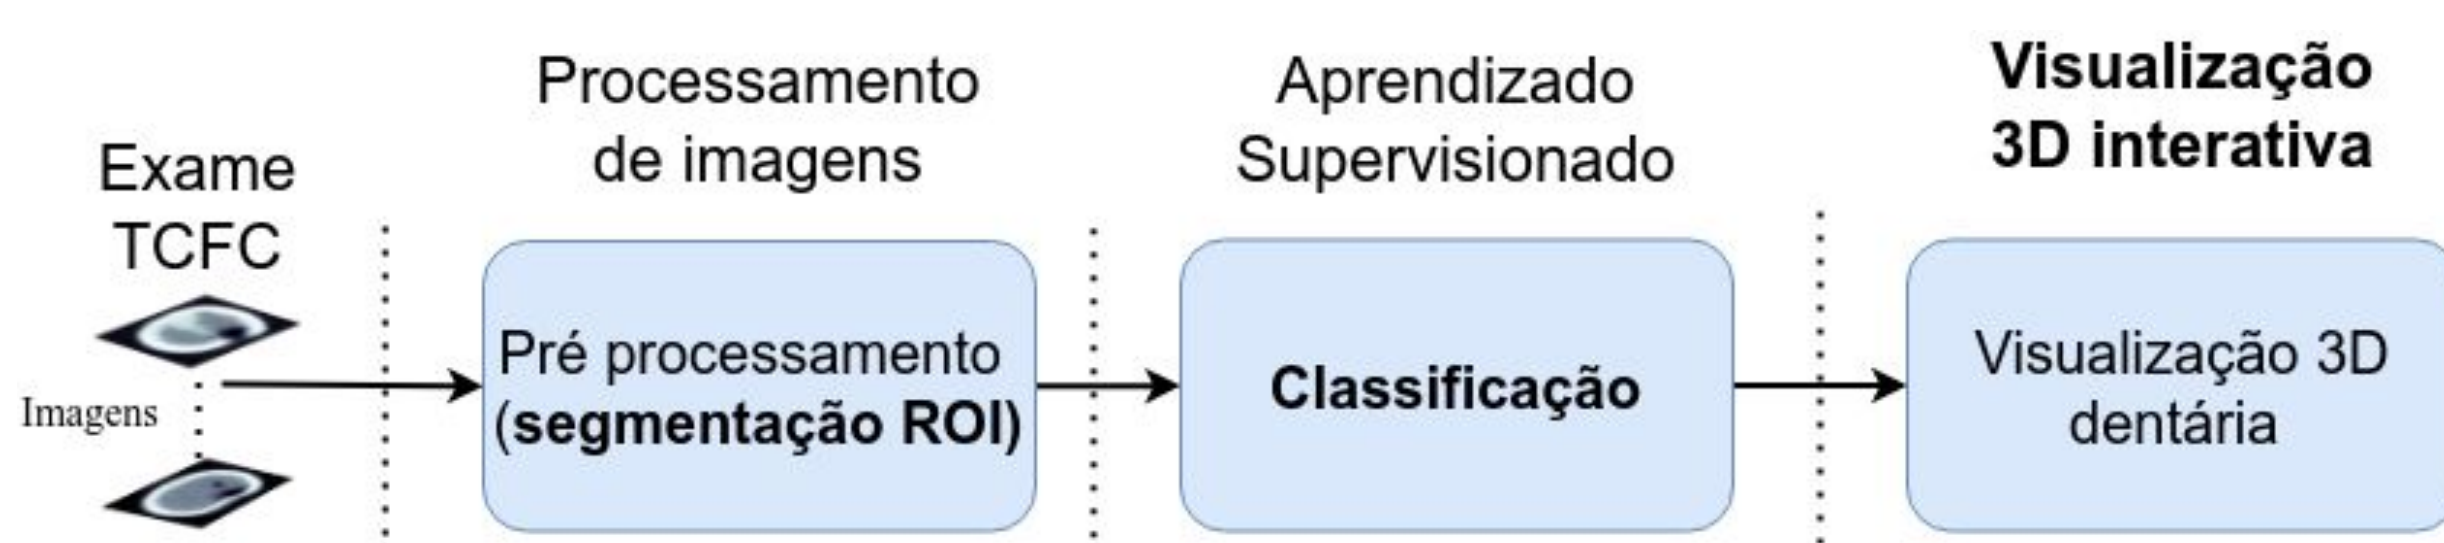 Exame
TCFC
Imagens
Processamento
de imagens
Pré processamento
(segmentação ROI)
Aprendizado
Supervisionado
Classificação
Visualização
3D interativa
Visualização 3D
dentária